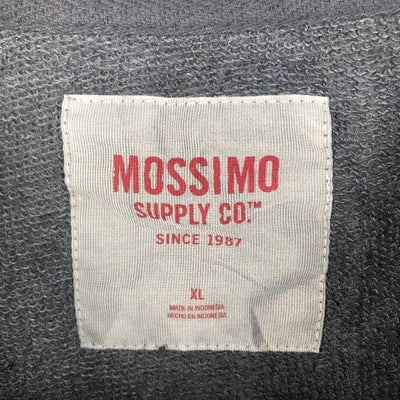 MOSSIMO
SUPPLY CO.™
SINCE 1987
XL
MADE IN INDONESIA
HECHO EN INDONESIA